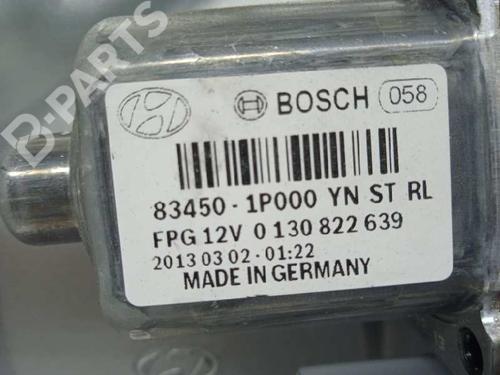 B-PARTS
BOSCH 058
83450 - 1P000 YN ST RL
FPG 12V 0 130 822 639
2013 03 02 - 01:22
MADE IN GERMANY